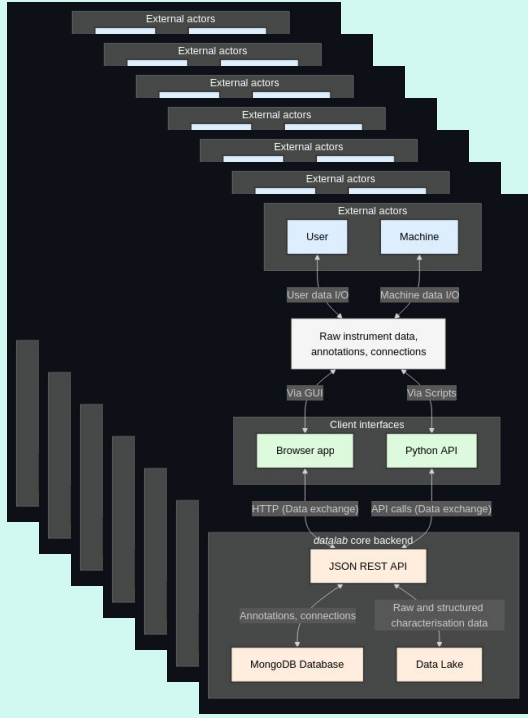 External actors
External actors
External actors
External actors
External actors
External actors
External actors
User
Machine
User data I/O
Machine data I/O
Raw instrument data,
annotations, connections
Via GUI
Via Scripts
Client interfaces
Browser app
Python API
HTTP (Data exchange)
API calls (Data exchange)
datalab core backend
JSON REST API
Annotations, connections
Raw and structured
characterisation data
MongoDB Database
Data Lake